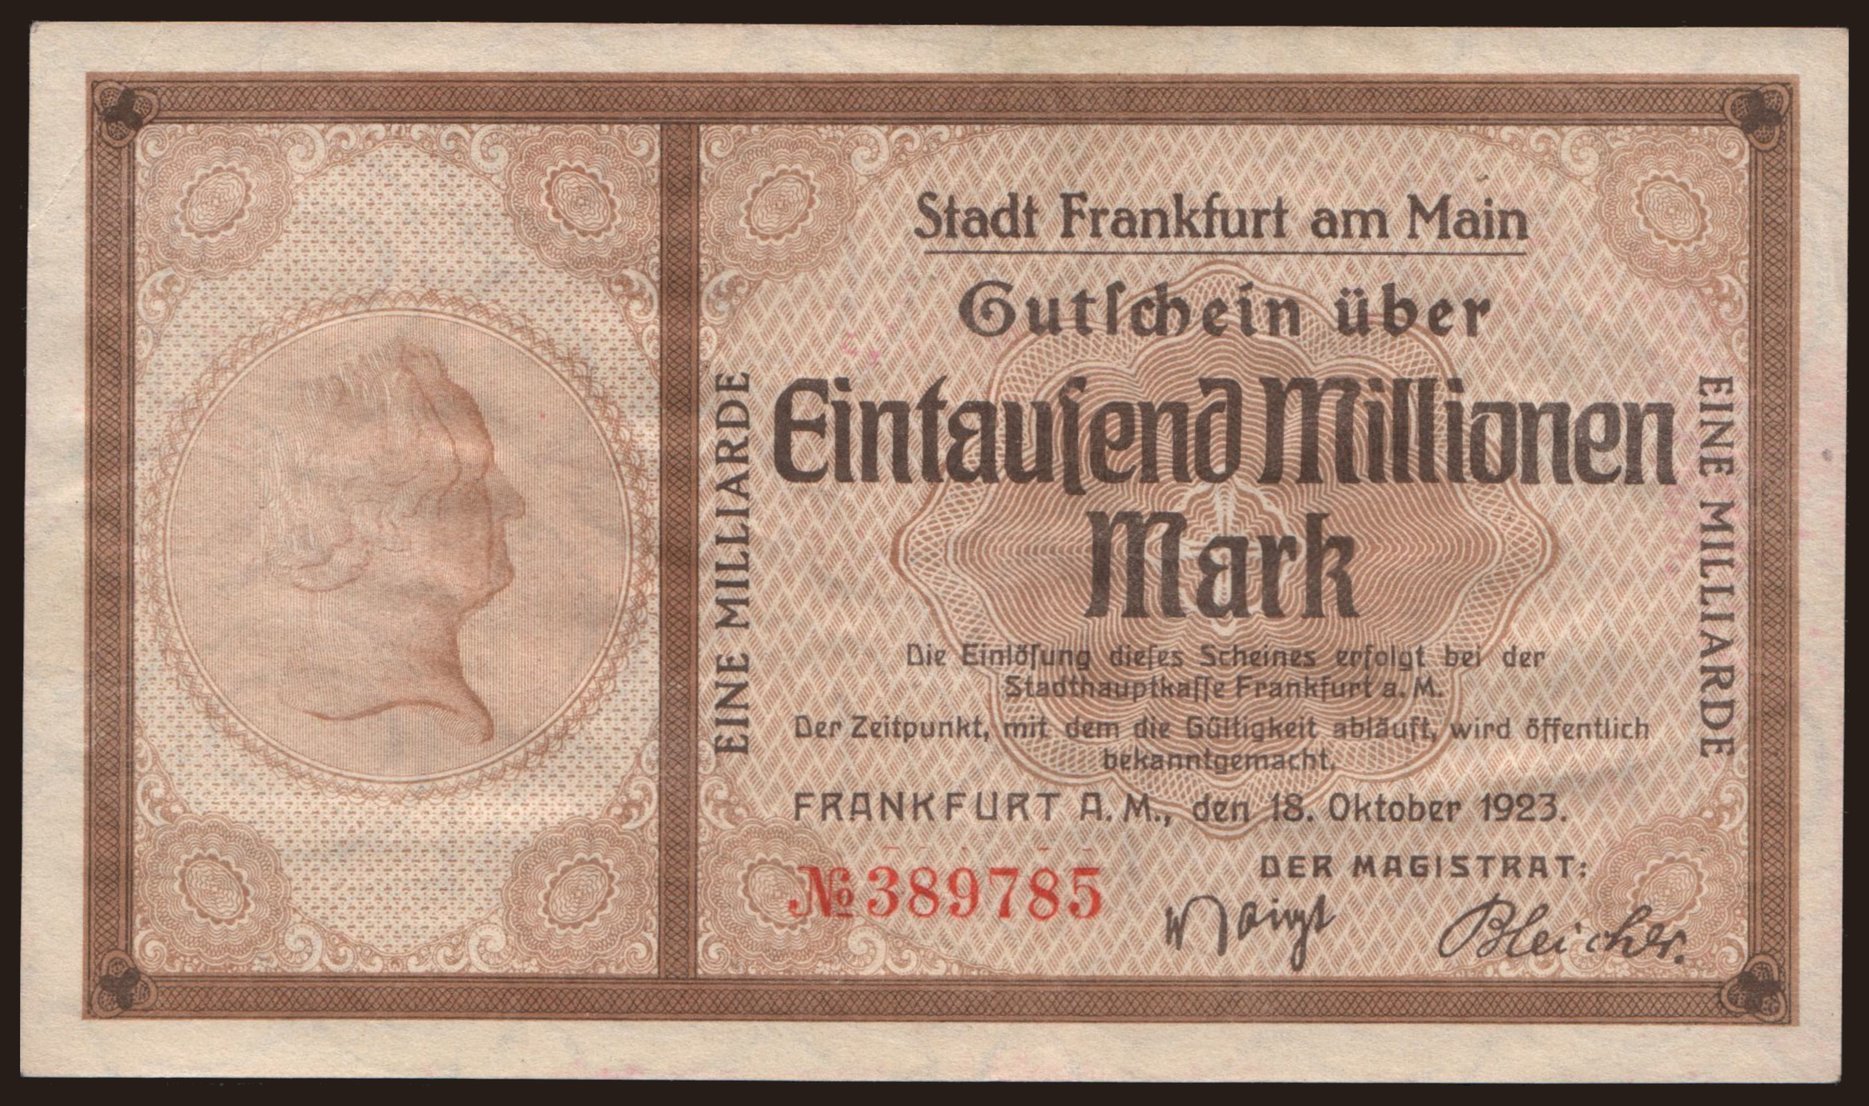 Stadt Frankfurt am Main
Gutſchein über
EINE MILLIARDE
Eintauſend Millionen
Mark
EINE MILLIARDE
Die Einlöſung dieſes Scheines erfolgt bei der
Stadthauptkaſſe Frankfurt a. M.
Der Zeitpunkt, mit dem die Gültigkeit abläuft, wird öffentlich
bekanntgemacht.
FRANKFURT A. M., den 18. Oktober 1923.
DER MAGISTRAT:
№ 389785
Voigt
Bleicher.